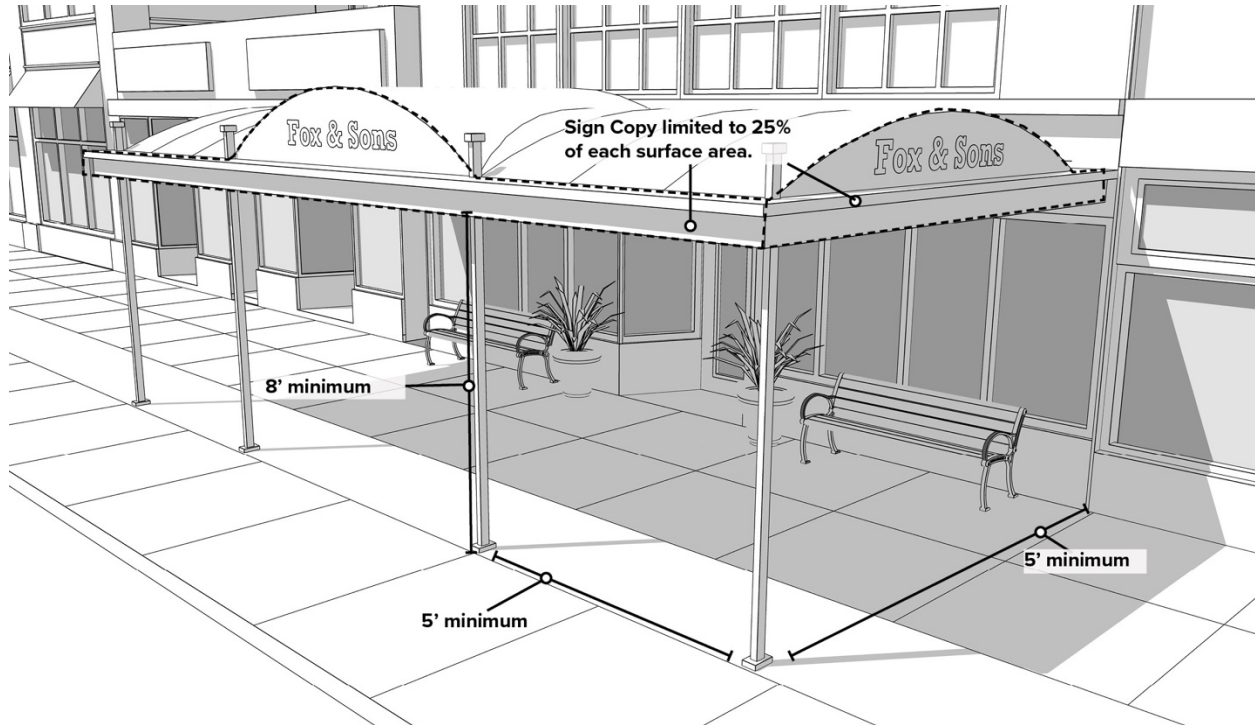 Fox & Sons
Sign Copy limited to 25%
of each surface area.
Fox & Sons
8’ minimum
5’ minimum
5’ minimum